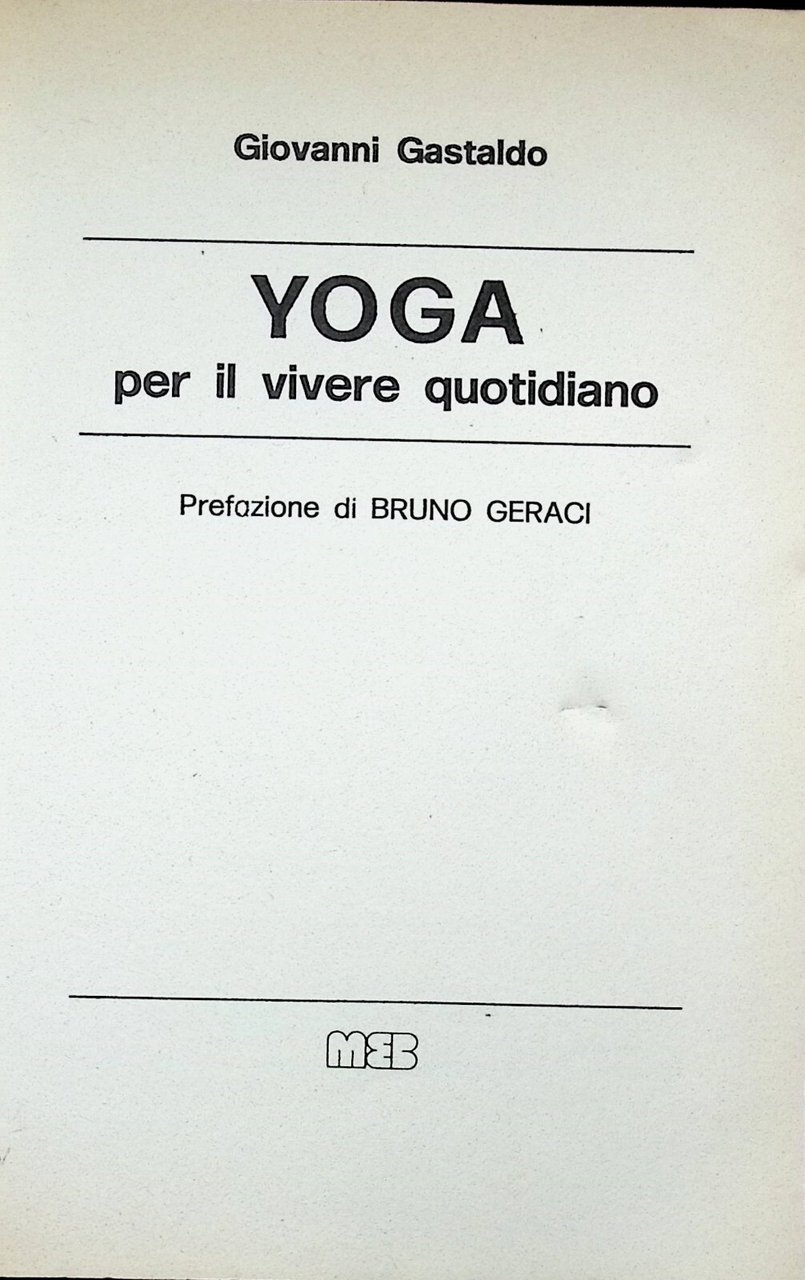 Giovanni Gastaldo
YOGA
per il vivere quotidiano
Prefazione di BRUNO GERACI
MEB